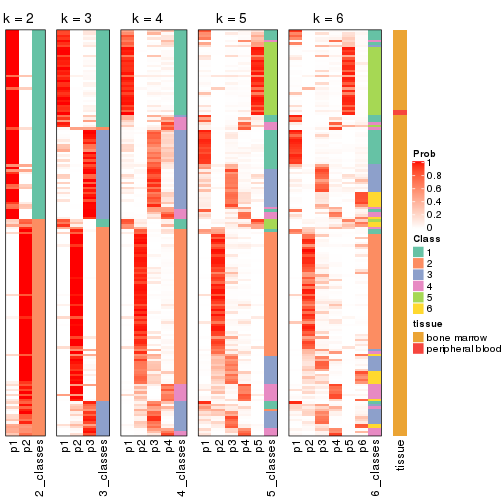 k = 2 k = 3 k = 4 k = 5 k = 6
Prob
1
0.8
0.6
0.4
0.2
0
Class
1
2
3
4
5
6
tissue
bone marrow
peripheral blood
p1 p2 2_classes p1 p2 p3 3_classes p1 p2 p3 p4 4_classes p1 p2 p3 p4 p5 5_classes p1 p2 p3 p4 p5 p6 6_classes tissue